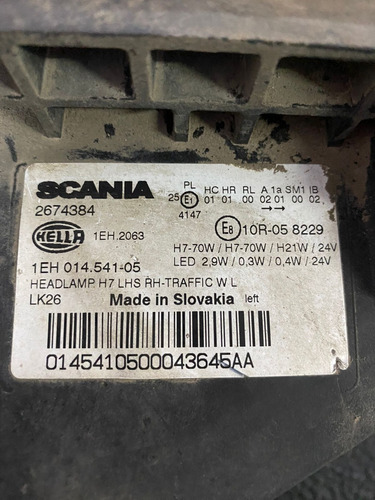 SCANIA
2674384
PL HC HR RL A 1a SM1 IB
25 E1 01 01 00 02 01 00 02
4147 →→
HELLA 1EH.2063
E8 10R-05 8229
H7-70W / H7-70W / H21W / 24V
1EH 014.541-05 LED 2,9W / 0,3W / 0,4W / 24V
HEADLAMP H7 LHS RH-TRAFFIC W L
LK26 Made in Slovakia left
0145410500043645AA